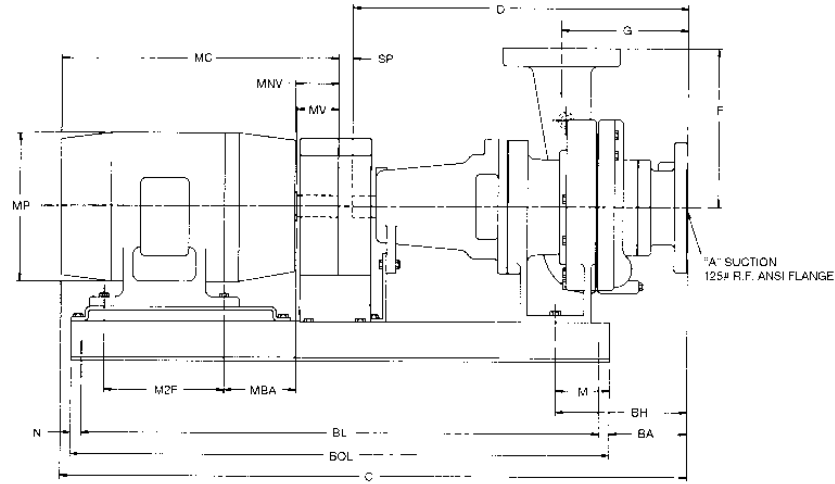 D
G
MC
SP
MNV
F
MV
MP
"A" SUCTION
125# R.F. ANSI FLANGE
M2F
MBA
M
BH
N
BL
BA
BOL
C